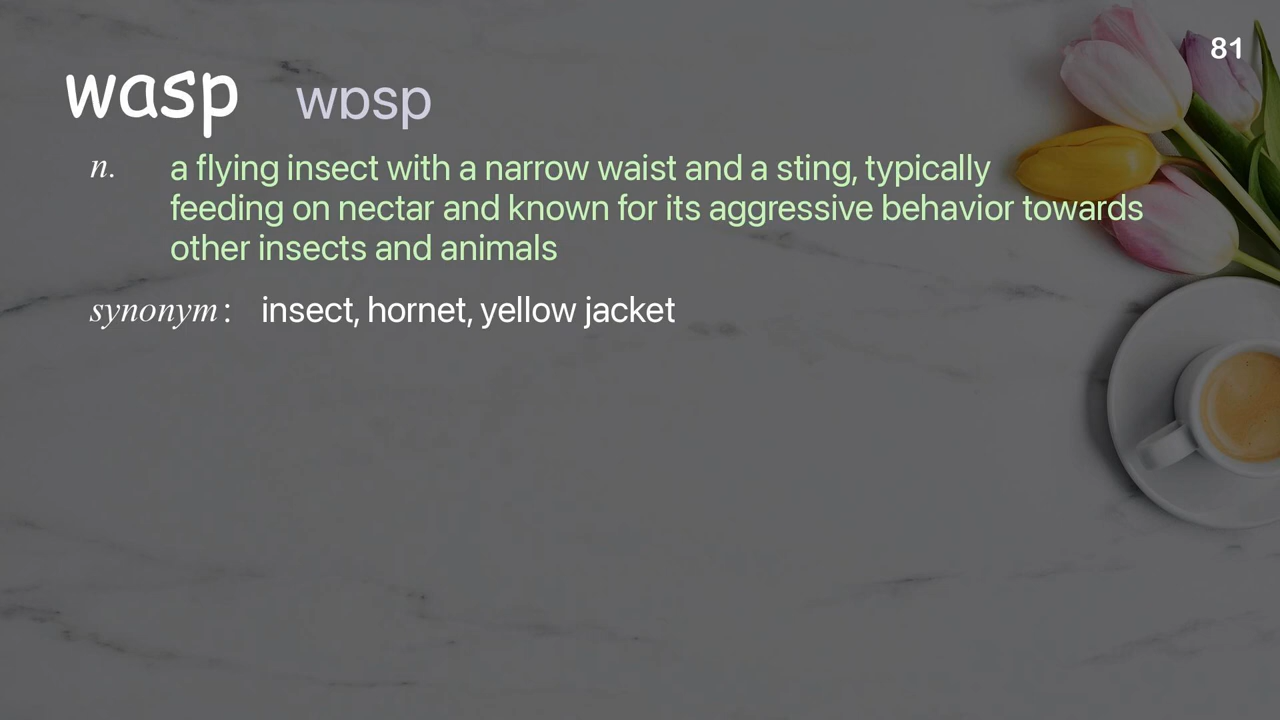 81
wasp wɒsp
n. a flying insect with a narrow waist and a sting, typically
feeding on nectar and known for its aggressive behavior towards
other insects and animals
synonym: insect, hornet, yellow jacket